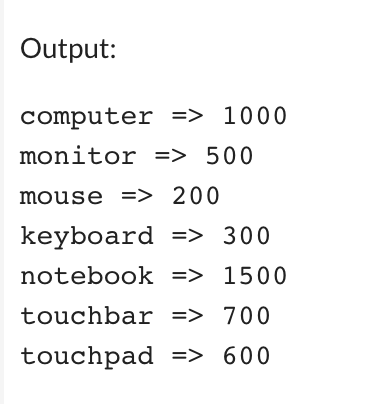 Output:
computer => 1000
monitor => 500
mouse => 200
keyboard => 300
notebook => 1500
touchbar => 700
touchpad => 600